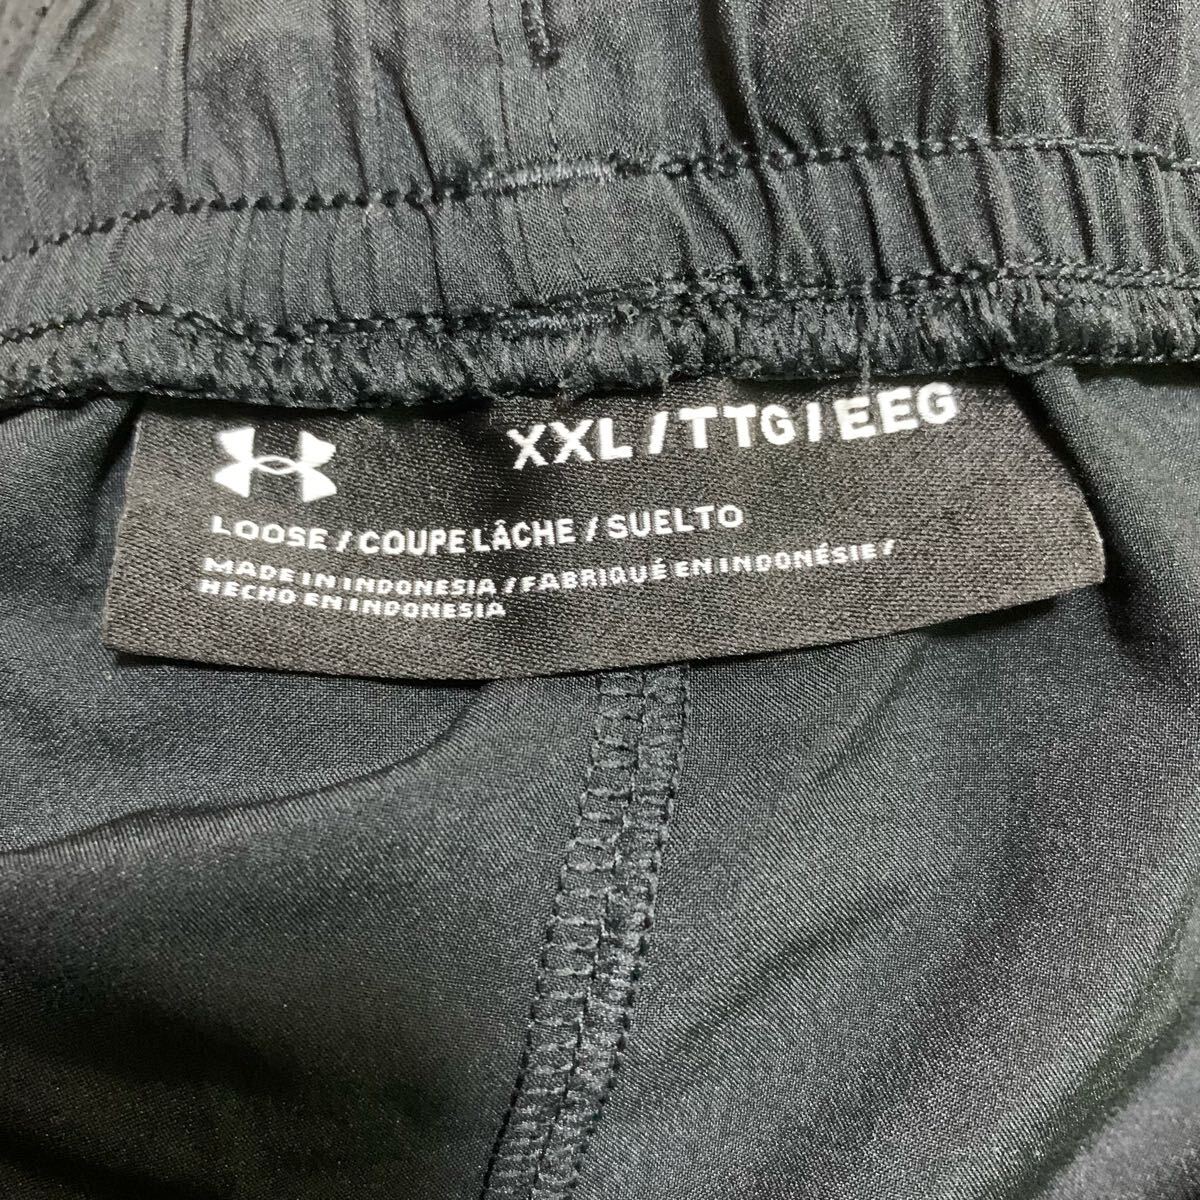 XXL / TTG / EEG
LOOSE / COUPE LÂCHE / SUELTO
MADE IN INDONESIA / FABRIQUÉ EN INDONÉSIE /
HECHO EN INDONESIA